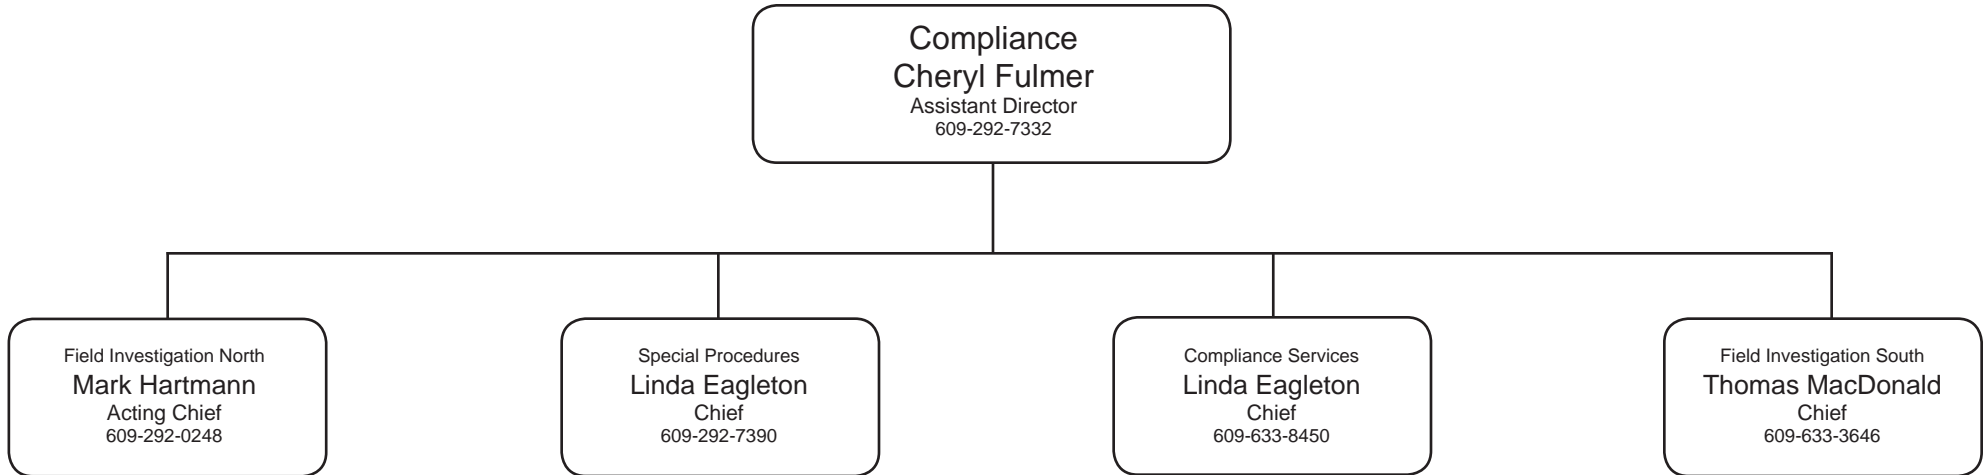 Compliance
Cheryl Fulmer
Assistant Director
609-292-7332
Field Investigation North
Mark Hartmann
Acting Chief
609-292-0248
Special Procedures
Linda Eagleton
Chief
609-292-7390
Compliance Services
Linda Eagleton
Chief
609-633-8450
Field Investigation South
Thomas MacDonald
Chief
609-633-3646